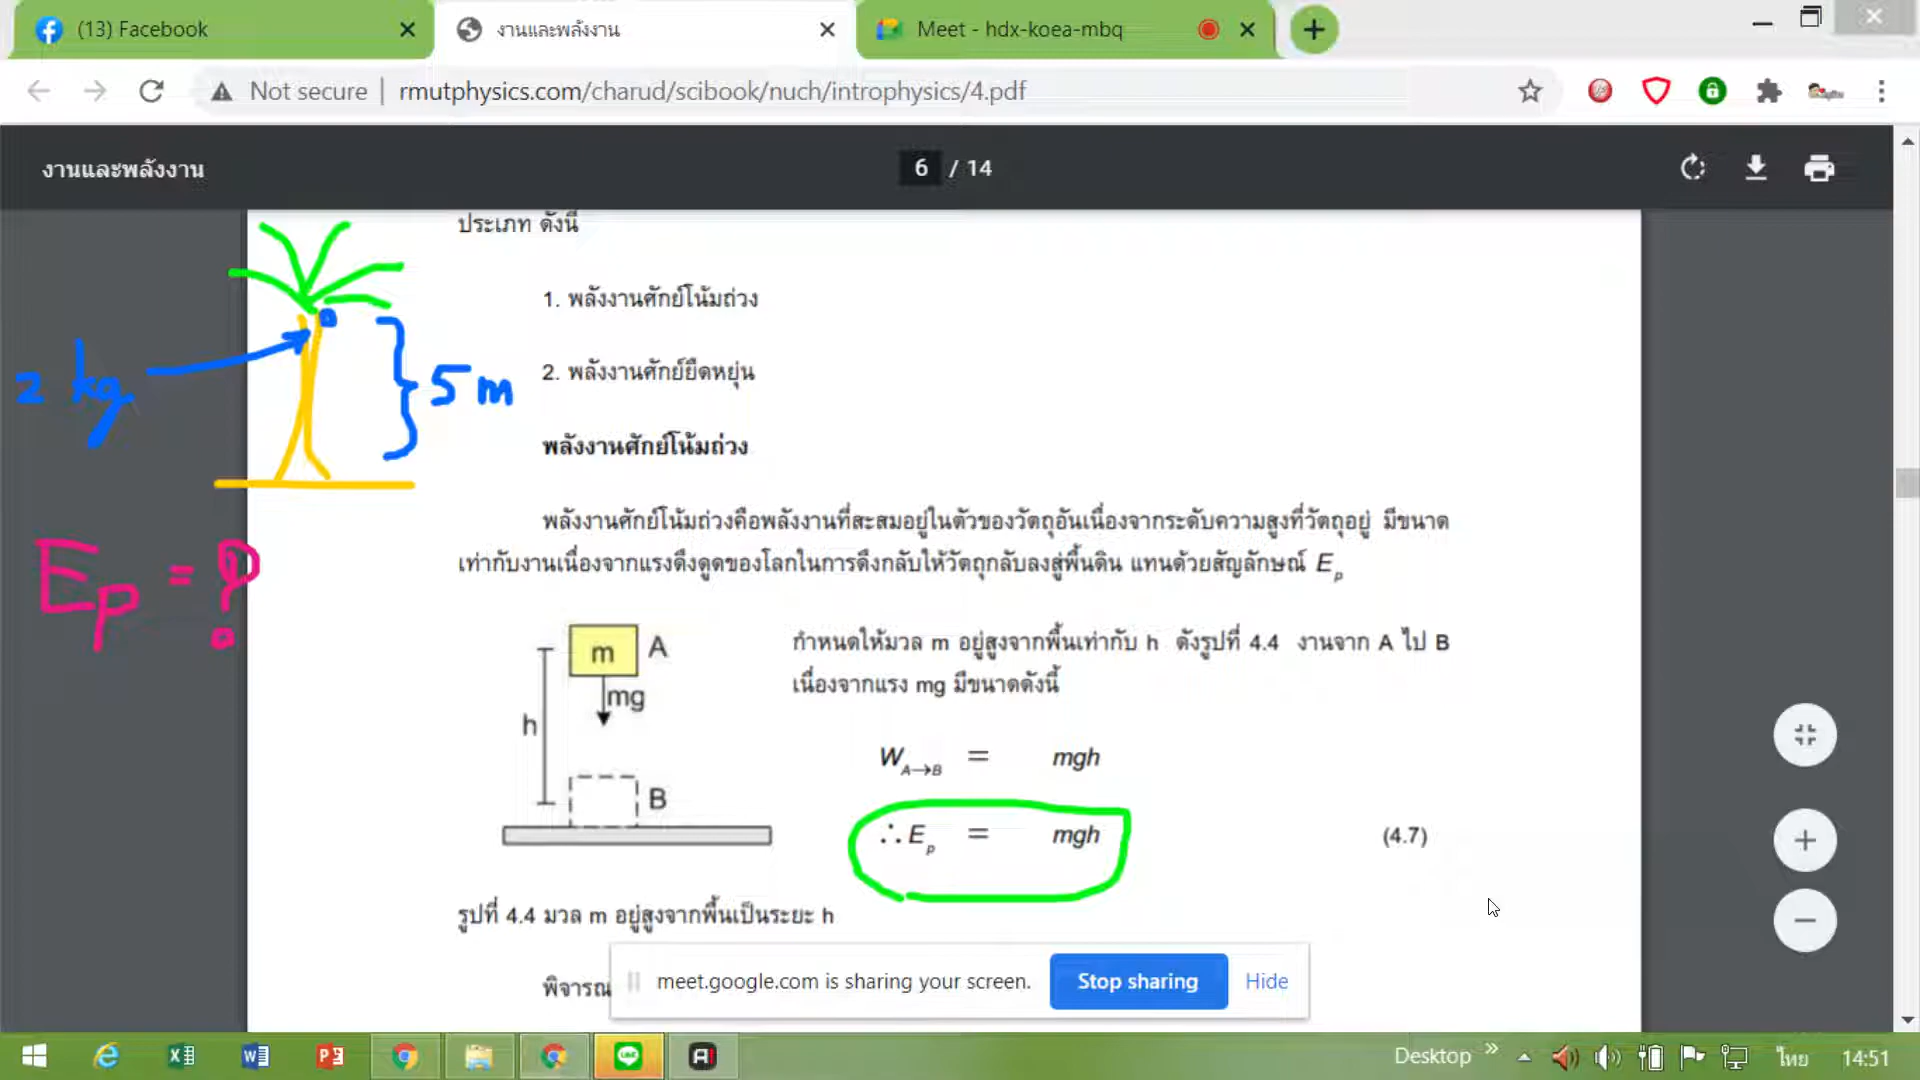 (13) Facebook
งานและพลังงาน
Meet - hdx-koea-mbq
Not secure | rmutphysics.com/charud/scibook/nuch/introphysics/4.pdf
งานและพลังงาน
6 / 14
ประเภท ดังนี้
1. พลังงานศักย์โน้มถ่วง
2. พลังงานศักย์ยืดหยุ่น
2 kg
5 m
พลังงานศักย์โน้มถ่วง
พลังงานศักย์โน้มถ่วงคือพลังงานที่สะสมอยู่ในตัวของวัตถุอันเนื่องจากระดับความสูงที่วัตถุอยู่ มีขนาด
เท่ากับงานเนื่องจากแรงดึงดูดของโลกในการดึงกลับให้วัตถุกลับลงสู่พื้นดิน แทนด้วยสัญลักษณ์ Ep
Ep = ?
m A
mg
h
B
กำหนดให้มวล m อยู่สูงจากพื้นเท่ากับ h ดังรูปที่ 4.4 งานจาก A ไป B
เนื่องจากแรง mg มีขนาดดังนี้
WA→B = mgh
∴ Ep = mgh (4.7)
รูปที่ 4.4 มวล m อยู่สูงจากพื้นเป็นระยะ h
พิจารณ
meet.google.com is sharing your screen. Stop sharing Hide
Desktop
ไทย
14:51